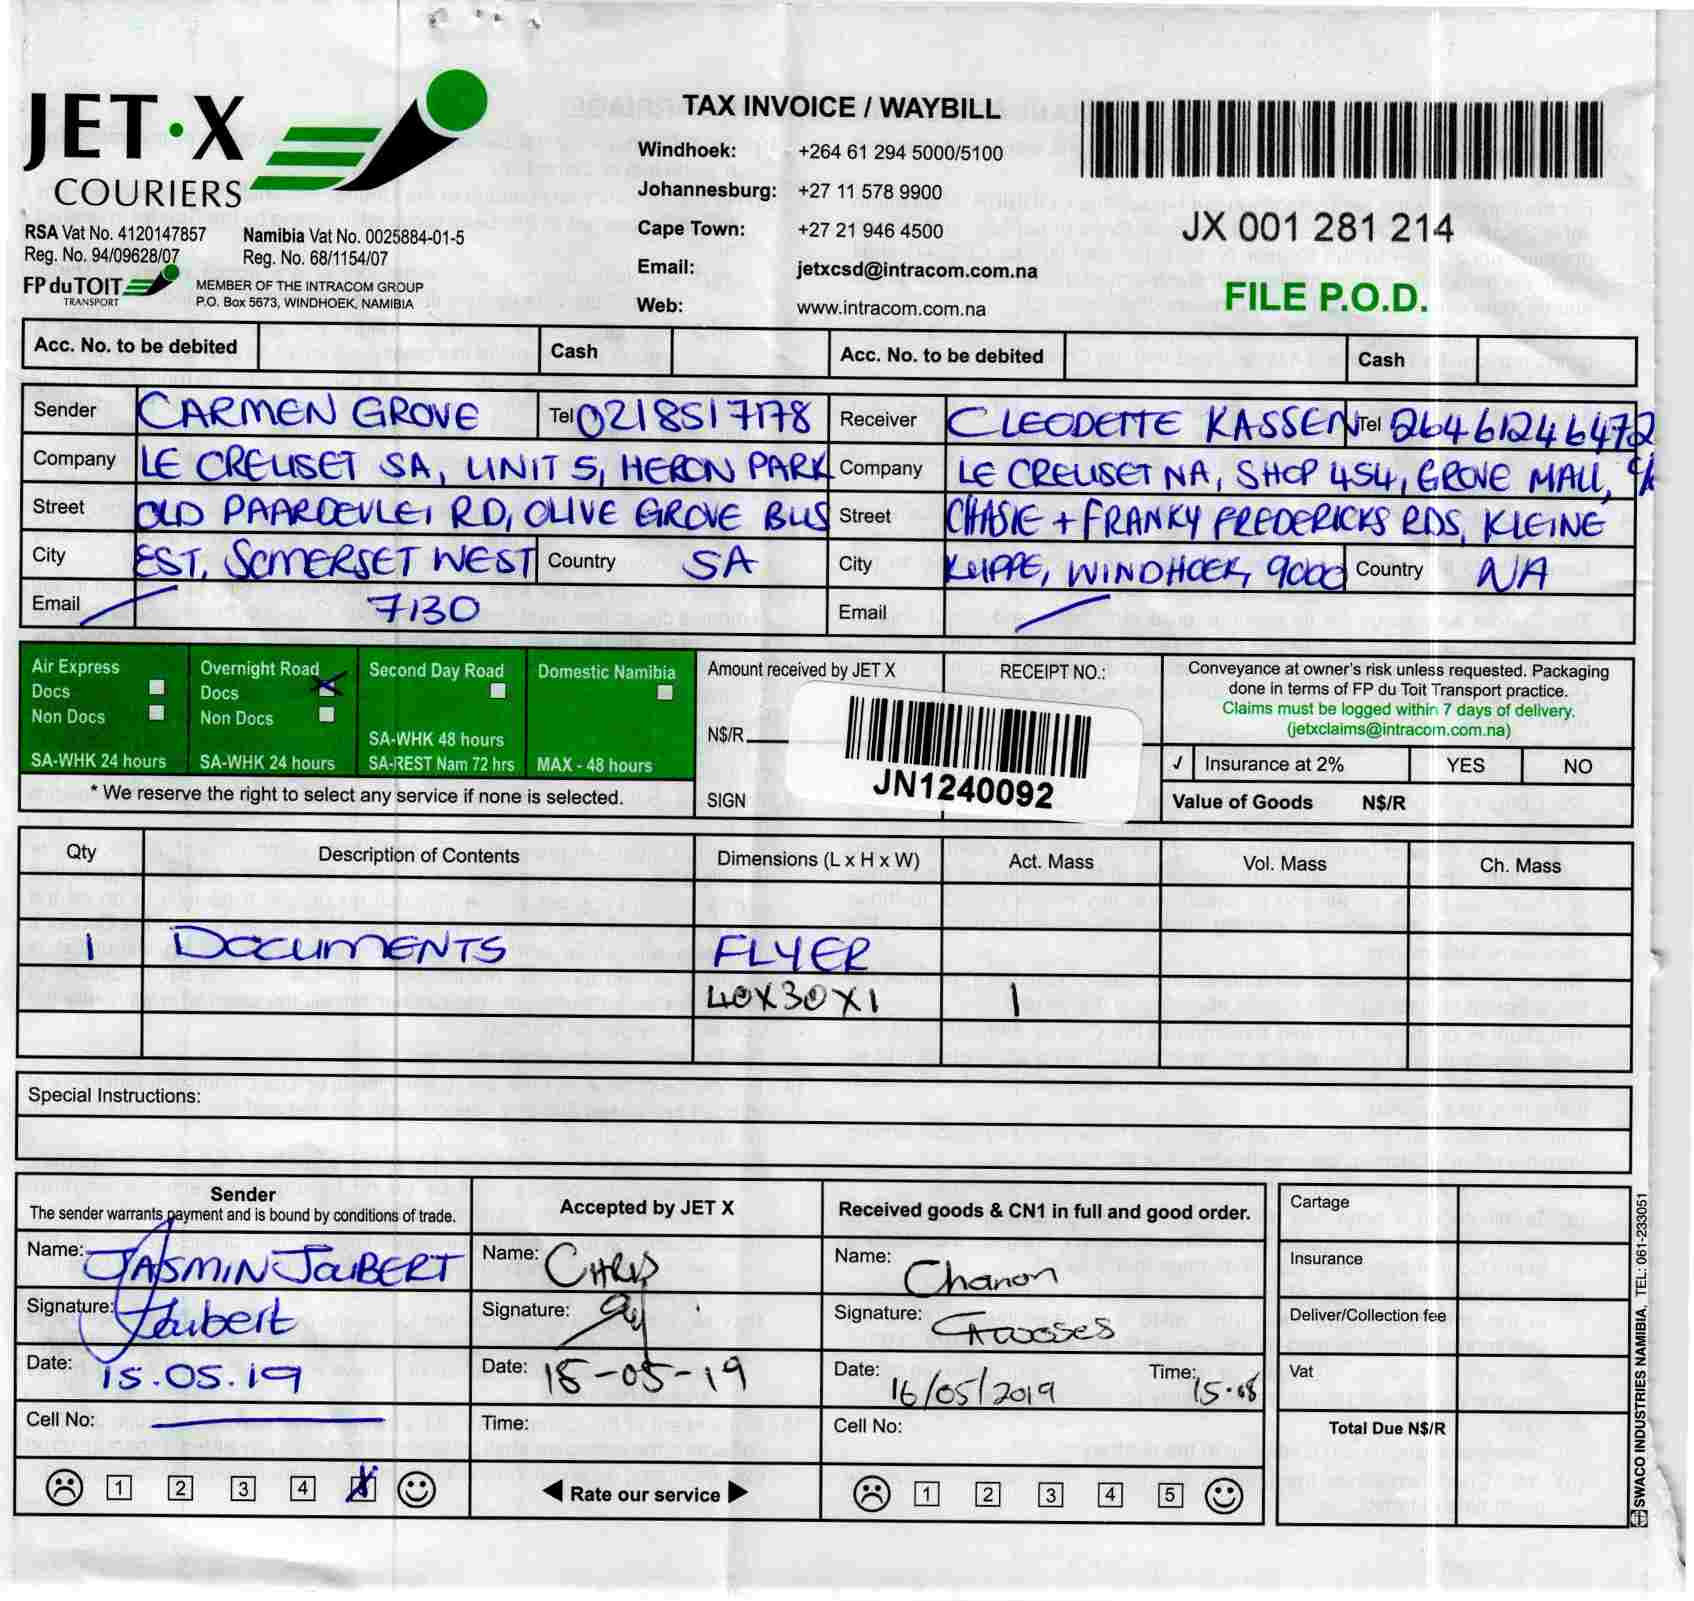 JET·X
COURIERS
RSA Vat No. 4120147857
Reg. No. 94/09628/07
Namibia Vat No. 0025884-01-5
Reg. No. 68/1154/07
FP du TOIT
TRANSPORT
MEMBER OF THE INTRACOM GROUP
P.O. Box 5673, WINDHOEK, NAMIBIA
TAX INVOICE / WAYBILL
Windhoek: +264 61 294 5000/5100
Johannesburg: +27 11 578 9900
Cape Town: +27 21 946 4500
Email: jetxcsd@intracom.com.na
Web: www.intracom.com.na
JX 001 281 214
FILE P.O.D.
Acc. No. to be debited Cash Acc. No. to be debited Cash
Sender CARMEN GROVE Tel 0218517178
Company LE CREUSET SA, UNIT 5, HERON PARK
Street OLD PAARDEVLEI RD, OLIVE GROVE BUS
City EST, SOMERSET WEST Country SA
Email 7130
Receiver CLEODETTE KASSEN Tel 26461246472
Company LE CREUSET NA, SHOP 454, GROVE MALL,
Street CHASIE + FRANKY FREDERICKS RDS, KLEINE
City KUPPE, WINDHOEK, 9000 Country NA
Email
Air Express
Docs
Non Docs
SA-WHK 24 hours
Overnight Road
Docs
Non Docs
SA-WHK 24 hours
Second Day Road
SA-WHK 48 hours
SA-REST Nam 72 hrs
Domestic Namibia
MAX - 48 hours
* We reserve the right to select any service if none is selected.
Amount received by JET X
N$/R
SIGN
RECEIPT NO.:
JN1240092
Conveyance at owner's risk unless requested. Packaging
done in terms of FP du Toit Transport practice.
Claims must be logged within 7 days of delivery.
(jetxclaims@intracom.com.na)
✓ Insurance at 2% YES NO
Value of Goods N$/R
Qty Description of Contents Dimensions (L x H x W) Act. Mass Vol. Mass Ch. Mass
1 DOCUMENTS FLYER
40X30X1 1
Special Instructions:
Sender
The sender warrants payment and is bound by conditions of trade.
Name: JASMIN JOUBERT
Signature: Joubert
Date: 15.05.19
Cell No:
1 2 3 4
Accepted by JET X
Name: CHRIS
Signature:
Date: 15-05-19
Time:
Rate our service
Received goods & CN1 in full and good order.
Name: Chanon
Signature:
Date: 16/05/2019 Time: 15.08
Cell No:
1 2 3 4 5
Cartage
Insurance
Deliver/Collection fee
Vat
Total Due N$/R
SWACO INDUSTRIES NAMIBIA, TEL: 061-233051